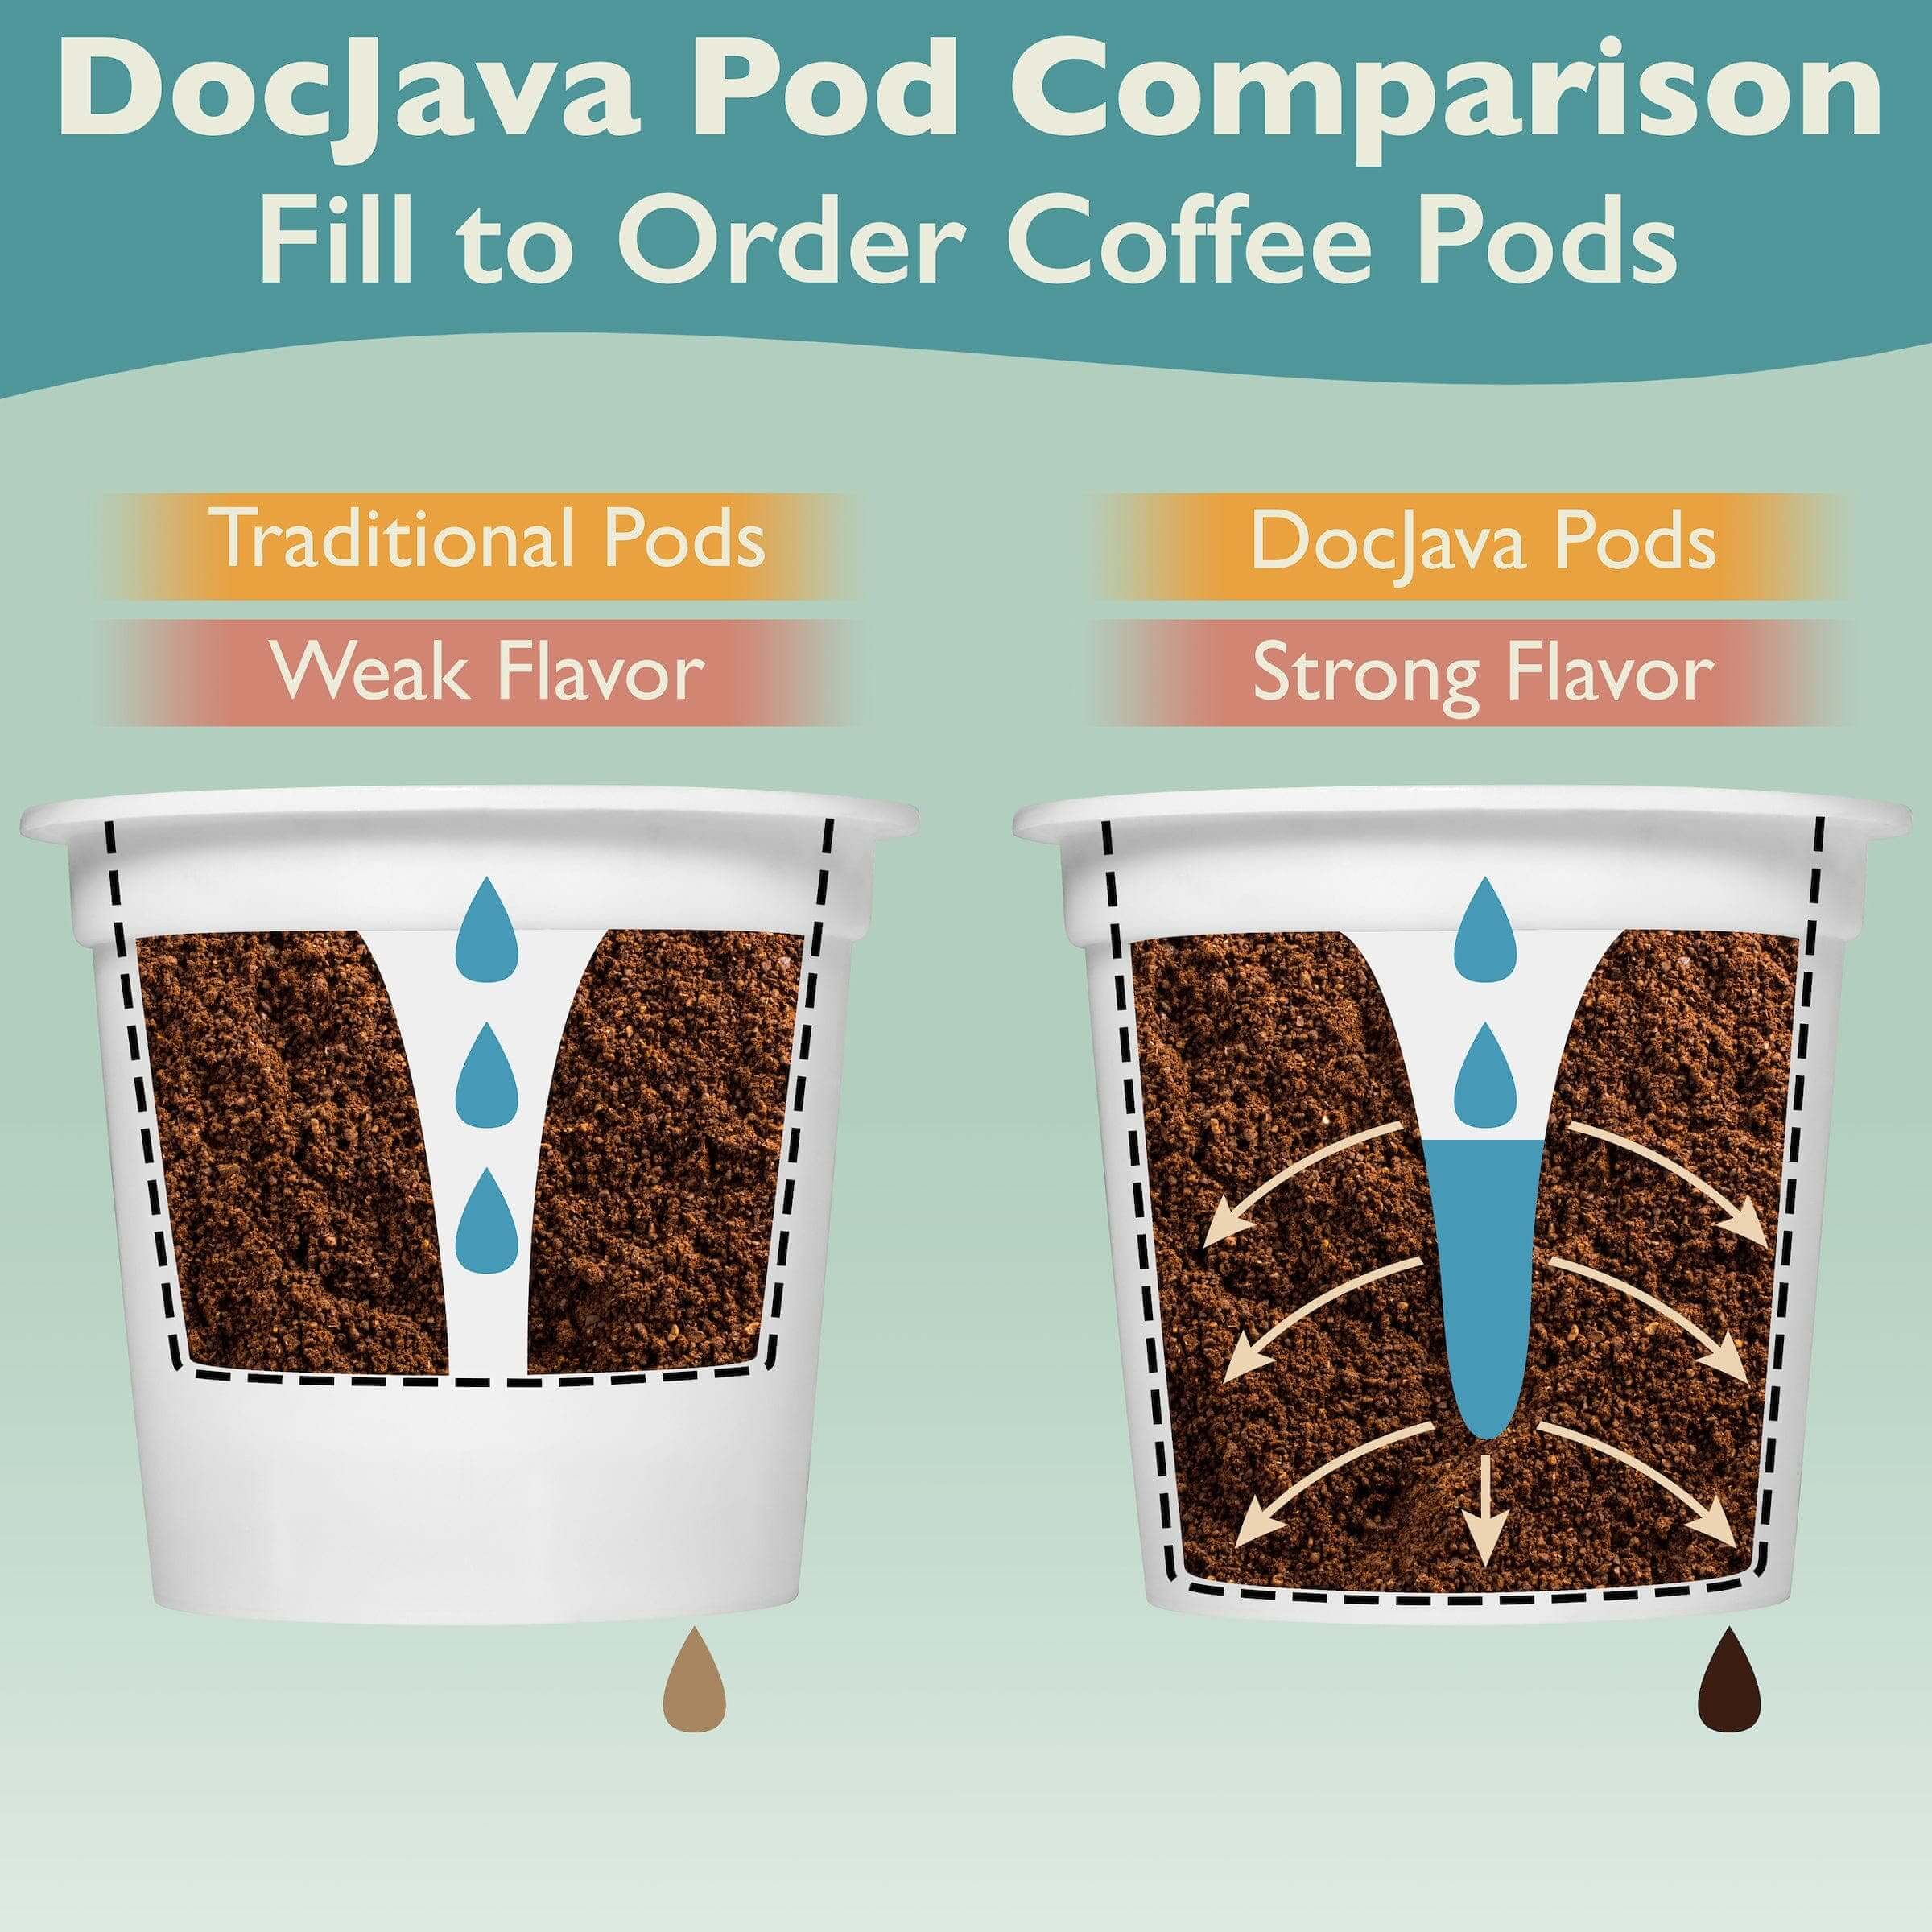 DocJava Pod Comparison
Fill to Order Coffee Pods
Traditional Pods
Weak Flavor
DocJava Pods
Strong Flavor